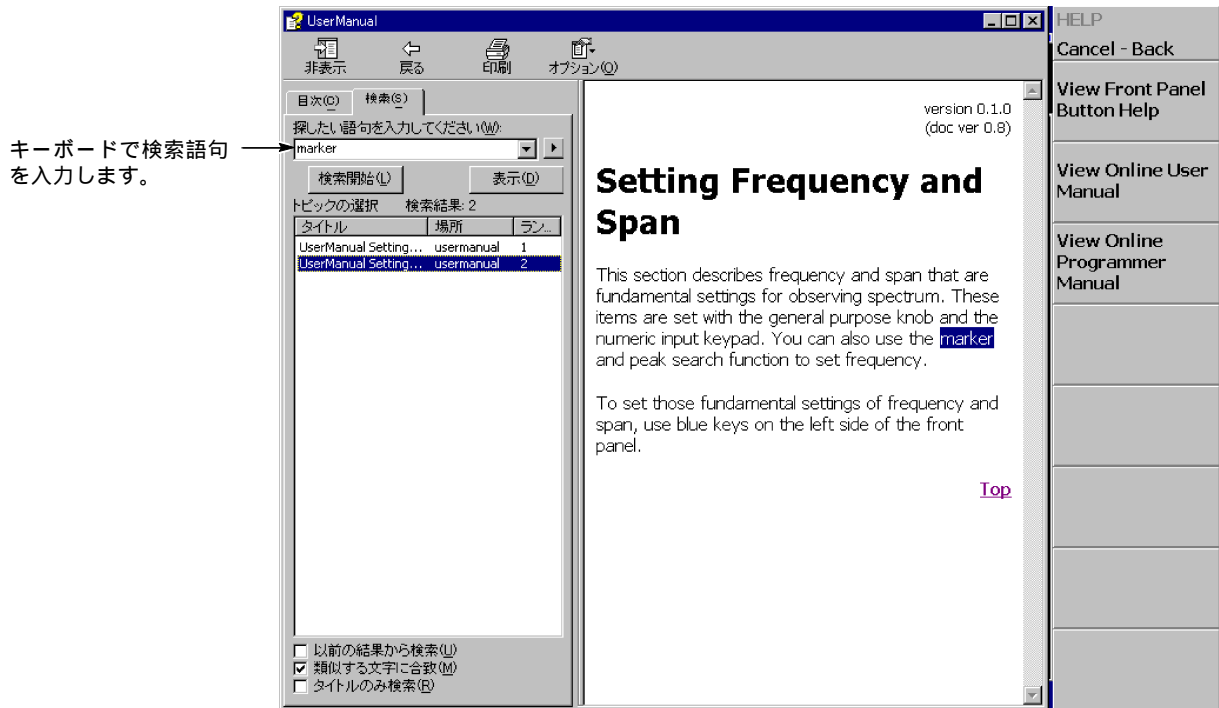 キーボードで検索語句
を入力します。
UserManual
非表示
戻る
印刷
オプション(O)
目次(C)
検索(S)
探したい語句を入力してください(W):
marker
検索開始(L)
表示(D)
トピックの選択 検索結果: 2
タイトル 場所 ラン...
UserManual Setting... usermanual 1
UserManual Setting... usermanual 2
以前の結果から検索(U)
類似する文字に合致(M)
タイトルのみ検索(R)
version 0.1.0
(doc ver 0.8)
Setting Frequency and
Span
This section describes frequency and span that are
fundamental settings for observing spectrum. These
items are set with the general purpose knob and the
numeric input keypad. You can also use the marker
and peak search function to set frequency.
To set those fundamental settings of frequency and
span, use blue keys on the left side of the front
panel.
Top
HELP
Cancel - Back
View Front Panel
Button Help
View Online User
Manual
View Online
Programmer
Manual